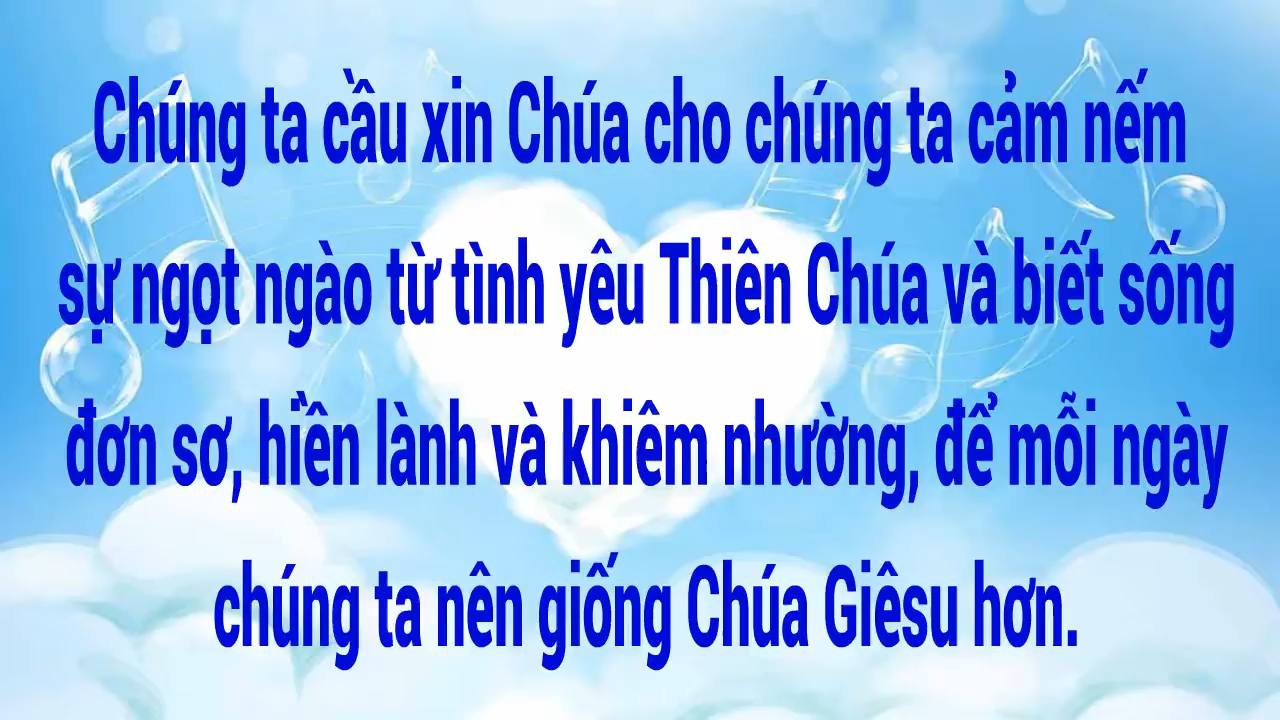 Chúng ta cầu xin Chúa cho chúng ta cảm nếm
sự ngọt ngào từ tình yêu Thiên Chúa và biết sống
đơn sơ, hiền lành và khiêm nhường, để mỗi ngày
chúng ta nên giống Chúa Giêsu hơn.